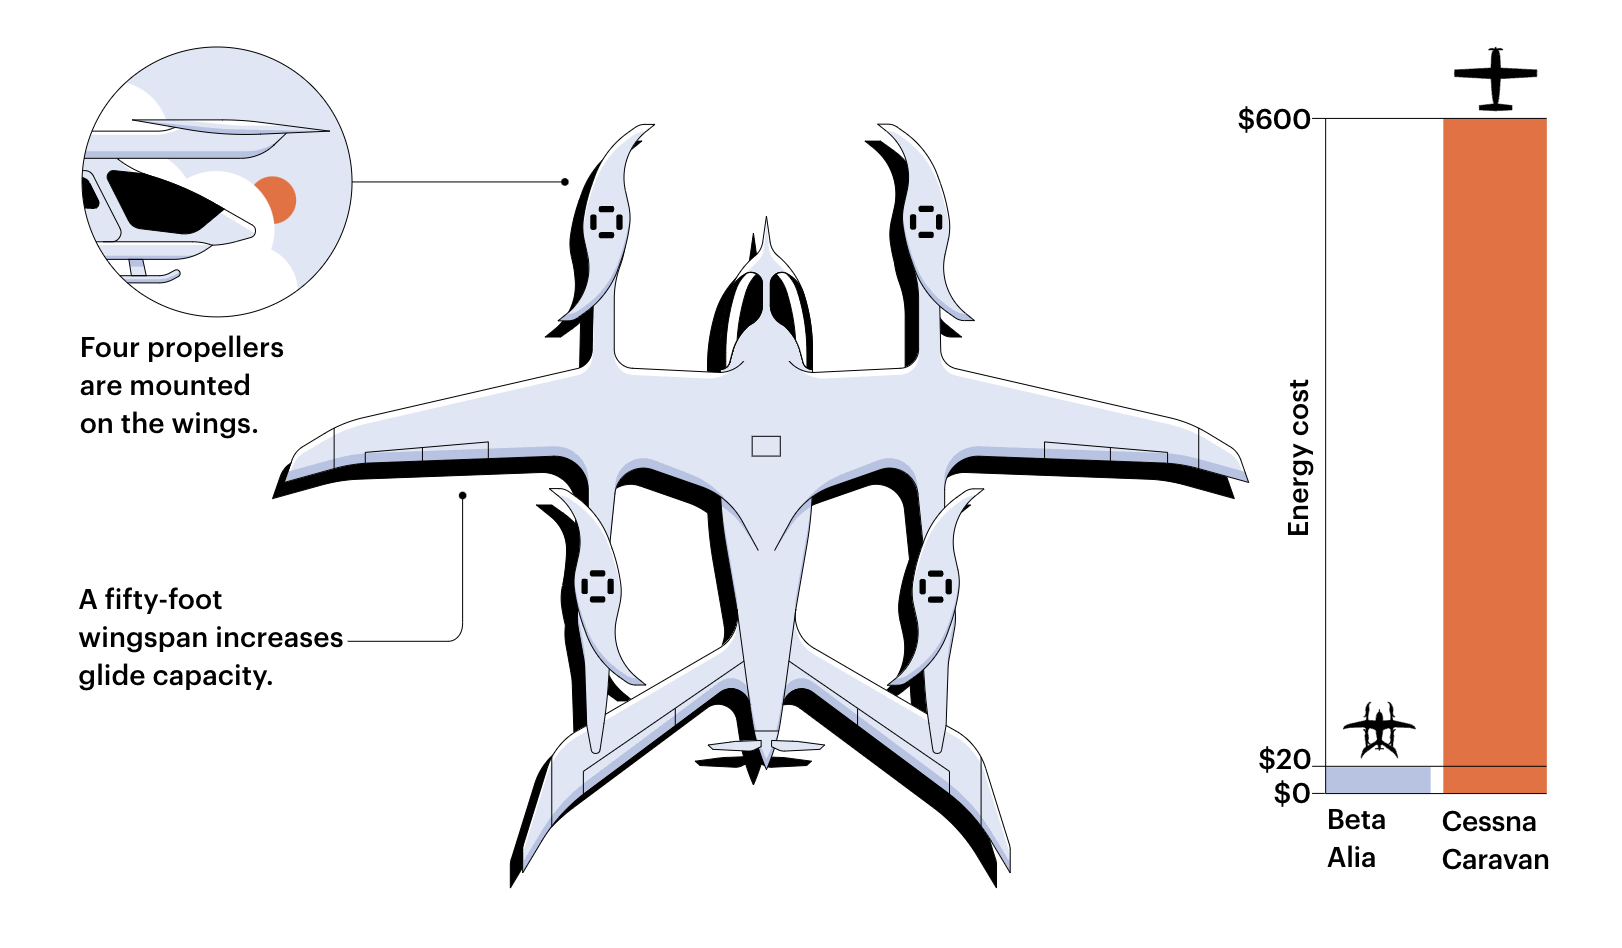 Four propellers
are mounted
on the wings.
A fifty-foot
wingspan increases
glide capacity.
$600
Energy cost
$20
$0
Beta
Alia
Cessna
Caravan